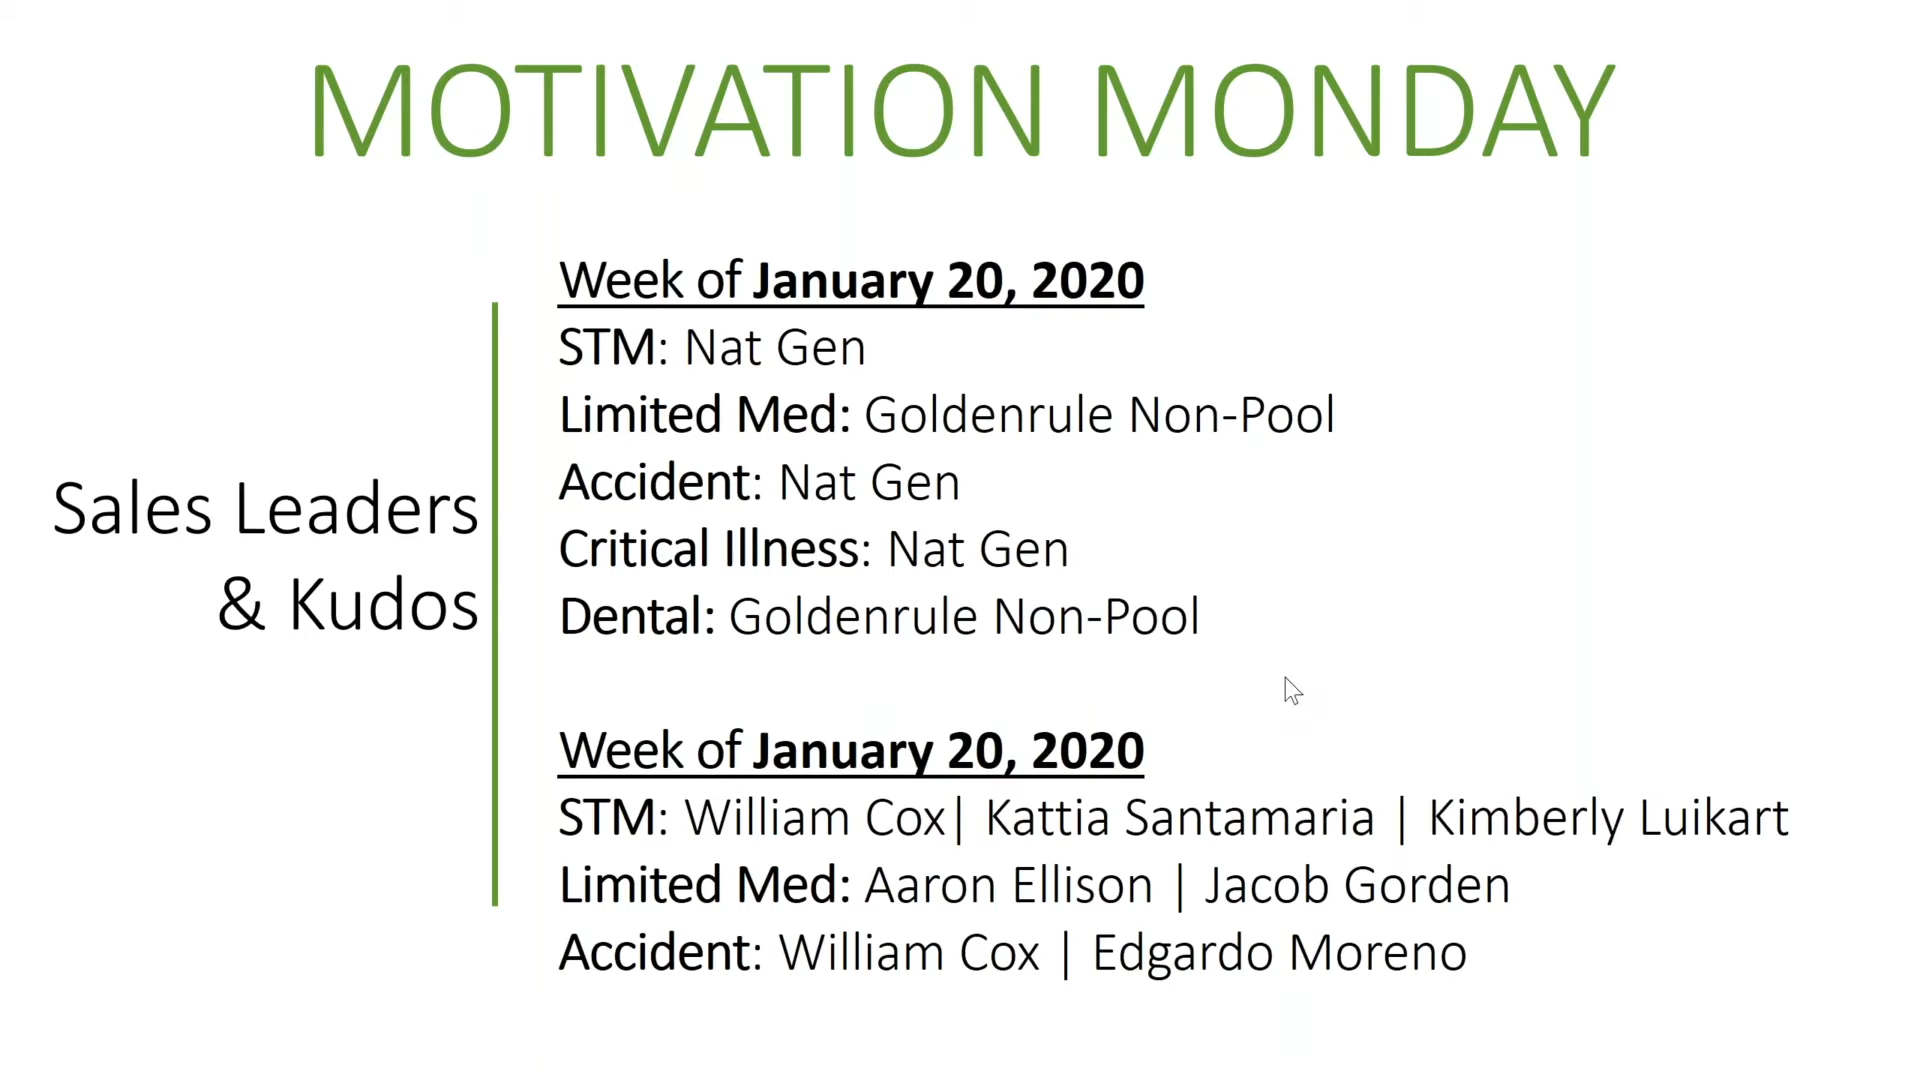 MOTIVATION MONDAY
Sales Leaders
& Kudos
Week of January 20, 2020
STM: Nat Gen
Limited Med: Goldenrule Non-Pool
Accident: Nat Gen
Critical Illness: Nat Gen
Dental: Goldenrule Non-Pool
Week of January 20, 2020
STM: William Cox| Kattia Santamaria | Kimberly Luikart
Limited Med: Aaron Ellison | Jacob Gorden
Accident: William Cox | Edgardo Moreno